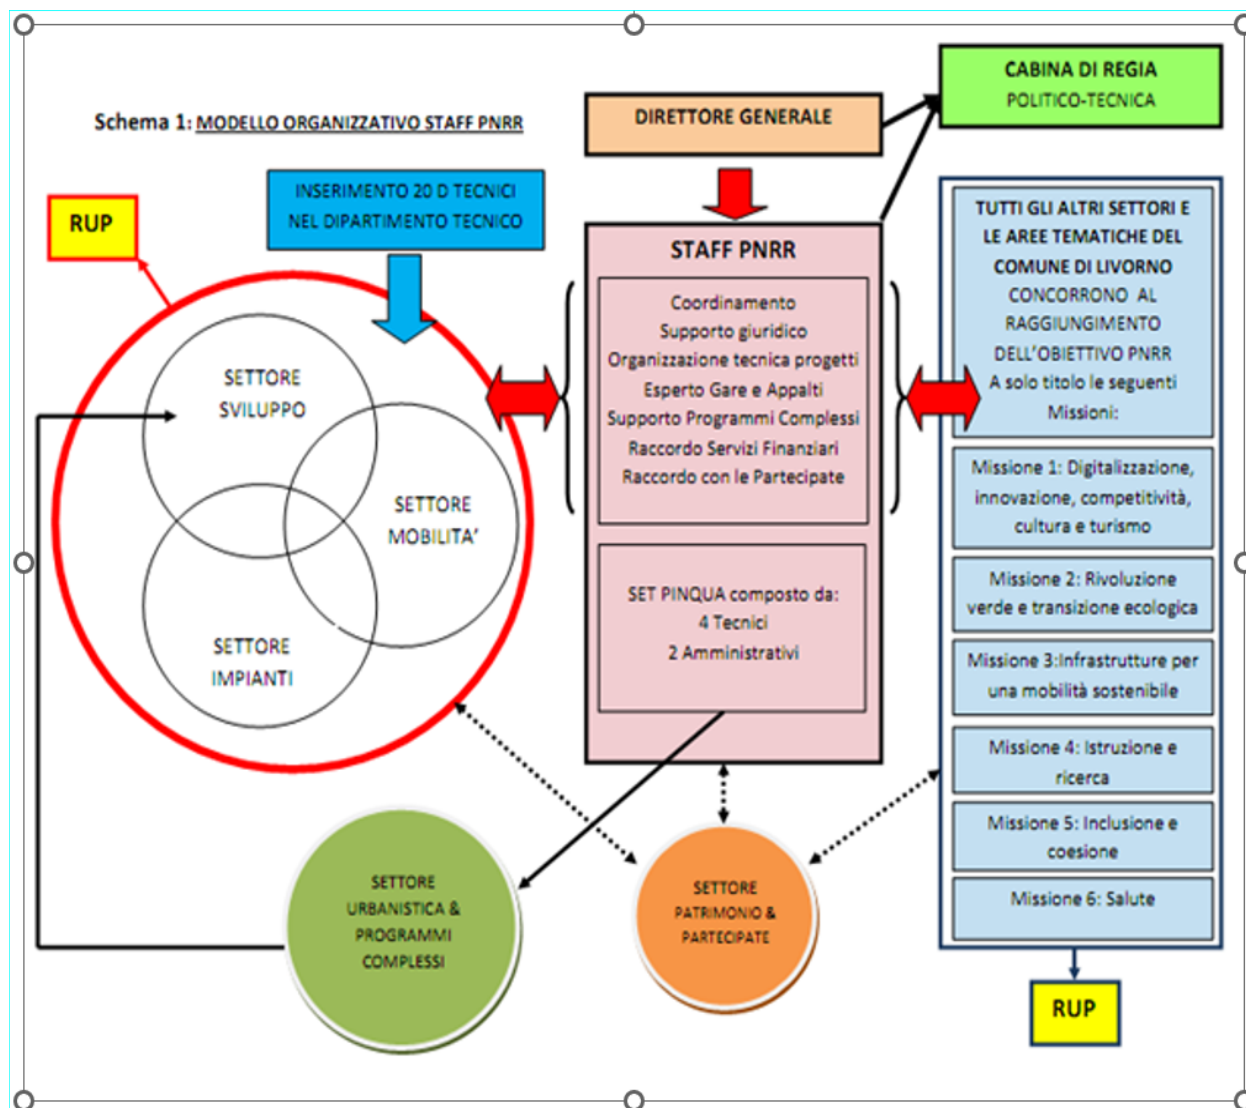 Schema 1: MODELLO ORGANIZZATIVO STAFF PNRR
DIRETTORE GENERALE
CABINA DI REGIA
POLITICO-TECNICA
RUP
INSERIMENTO 20 D TECNICI
NEL DIPARTIMENTO TECNICO
SETTORE
SVILUPPO
SETTORE
MOBILITA'
SETTORE
IMPIANTI
STAFF PNRR
Coordinamento
Supporto giuridico
Organizzazione tecnica progetti
Esperto Gare e Appalti
Supporto Programmi Complessi
Raccordo Servizi Finanziari
Raccordo con le Partecipate
SET PINQUA composto da:
4 Tecnici
2 Amministrativi
TUTTI GLI ALTRI SETTORI E
LE AREE TEMATICHE DEL
COMUNE DI LIVORNO
CONCORRONO AL
RAGGIUNGIMENTO
DELL'OBIETTIVO PNRR
A solo titolo le seguenti
Missioni:
Missione 1: Digitalizzazione,
innovazione, competitività,
cultura e turismo
Missione 2: Rivoluzione
verde e transizione ecologica
Missione 3:Infrastrutture per
una mobilità sostenibile
Missione 4: Istruzione e
ricerca
Missione 5: Inclusione e
coesione
Missione 6: Salute
SETTORE
URBANISTICA &
PROGRAMMI
COMPLESSI
SETTORE
PATRIMONIO &
PARTECIPATE
RUP